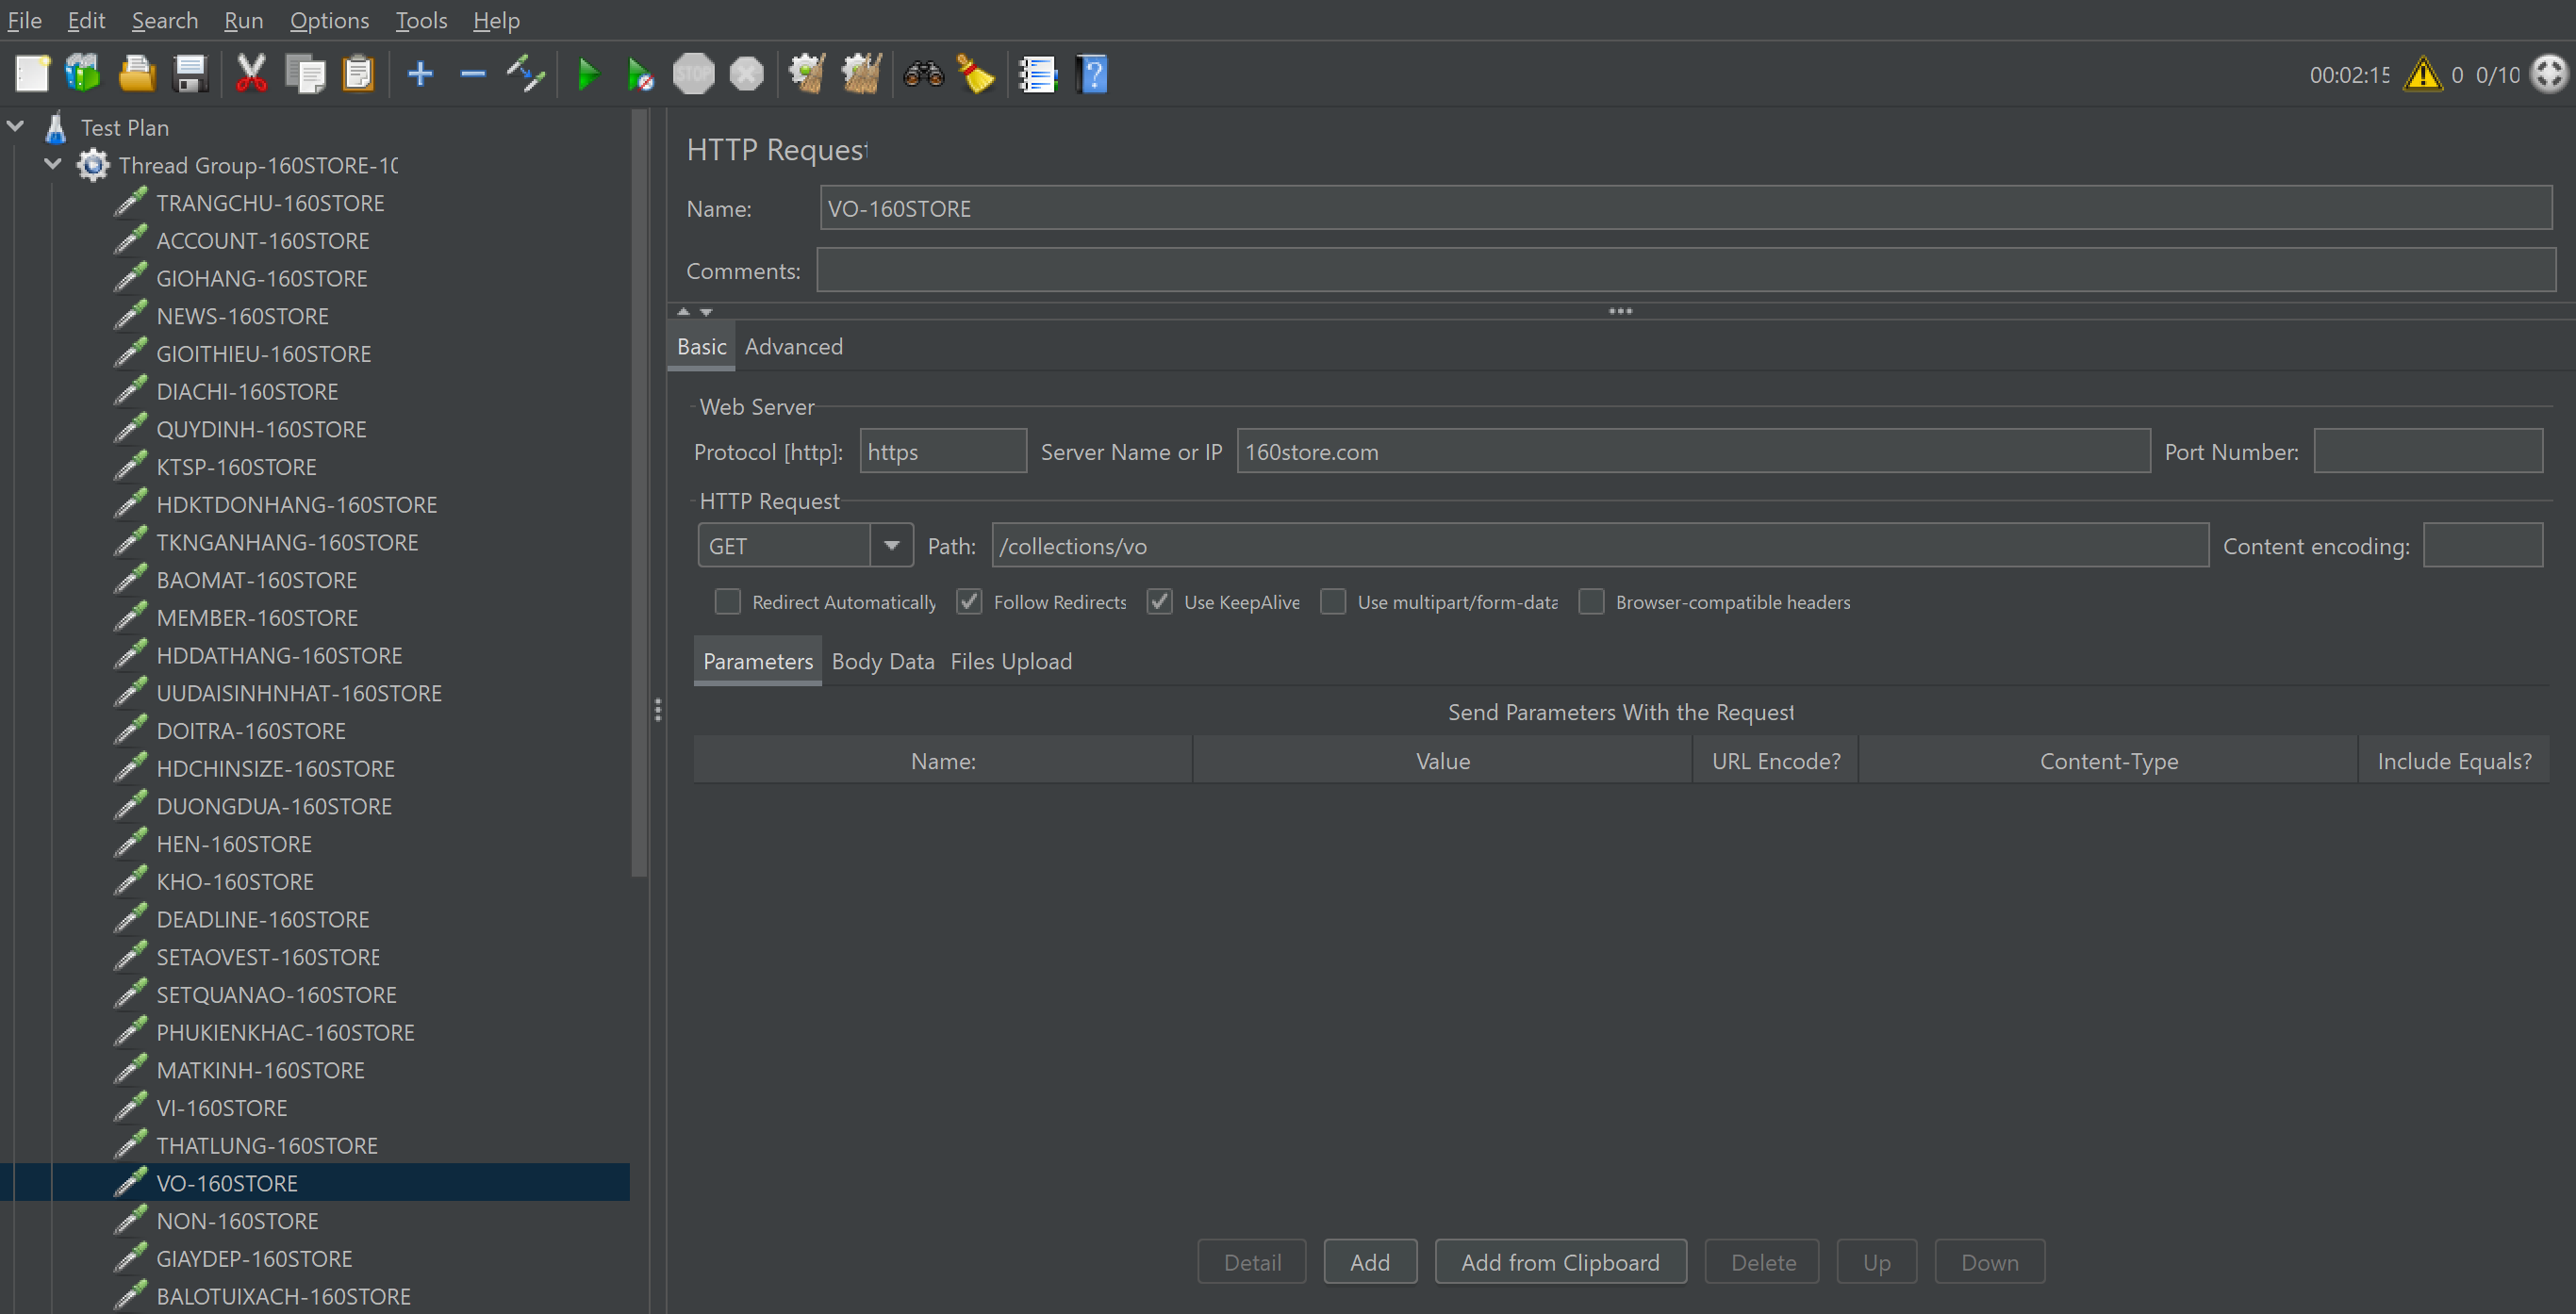 File Edit Search Run Options Tools Help
STOP
00:02:15 0 0/10
Test Plan
Thread Group-160STORE-10
TRANGCHU-160STORE
ACCOUNT-160STORE
GIOHANG-160STORE
NEWS-160STORE
GIOITHIEU-160STORE
DIACHI-160STORE
QUYDINH-160STORE
KTSP-160STORE
HDKTDONHANG-160STORE
TKNGANHANG-160STORE
BAOMAT-160STORE
MEMBER-160STORE
HDDATHANG-160STORE
UUDAISINHNHAT-160STORE
DOITRA-160STORE
HDCHINSIZE-160STORE
DUONGDUA-160STORE
HEN-160STORE
KHO-160STORE
DEADLINE-160STORE
SETAOVEST-160STORE
SETQUANAO-160STORE
PHUKIENKHAC-160STORE
MATKINH-160STORE
VI-160STORE
THATLUNG-160STORE
VO-160STORE
NON-160STORE
GIAYDEP-160STORE
BALOTUIXACH-160STORE
HTTP Request
Name: VO-160STORE
Comments:
Basic Advanced
Web Server
Protocol [http]: https Server Name or IP 160store.com Port Number:
HTTP Request
GET Path: /collections/vo Content encoding:
Redirect Automatically Follow Redirects Use KeepAlive Use multipart/form-data Browser-compatible headers
Parameters Body Data Files Upload
Send Parameters With the Request
Name: Value URL Encode? Content-Type Include Equals?
Detail Add Add from Clipboard Delete Up Down